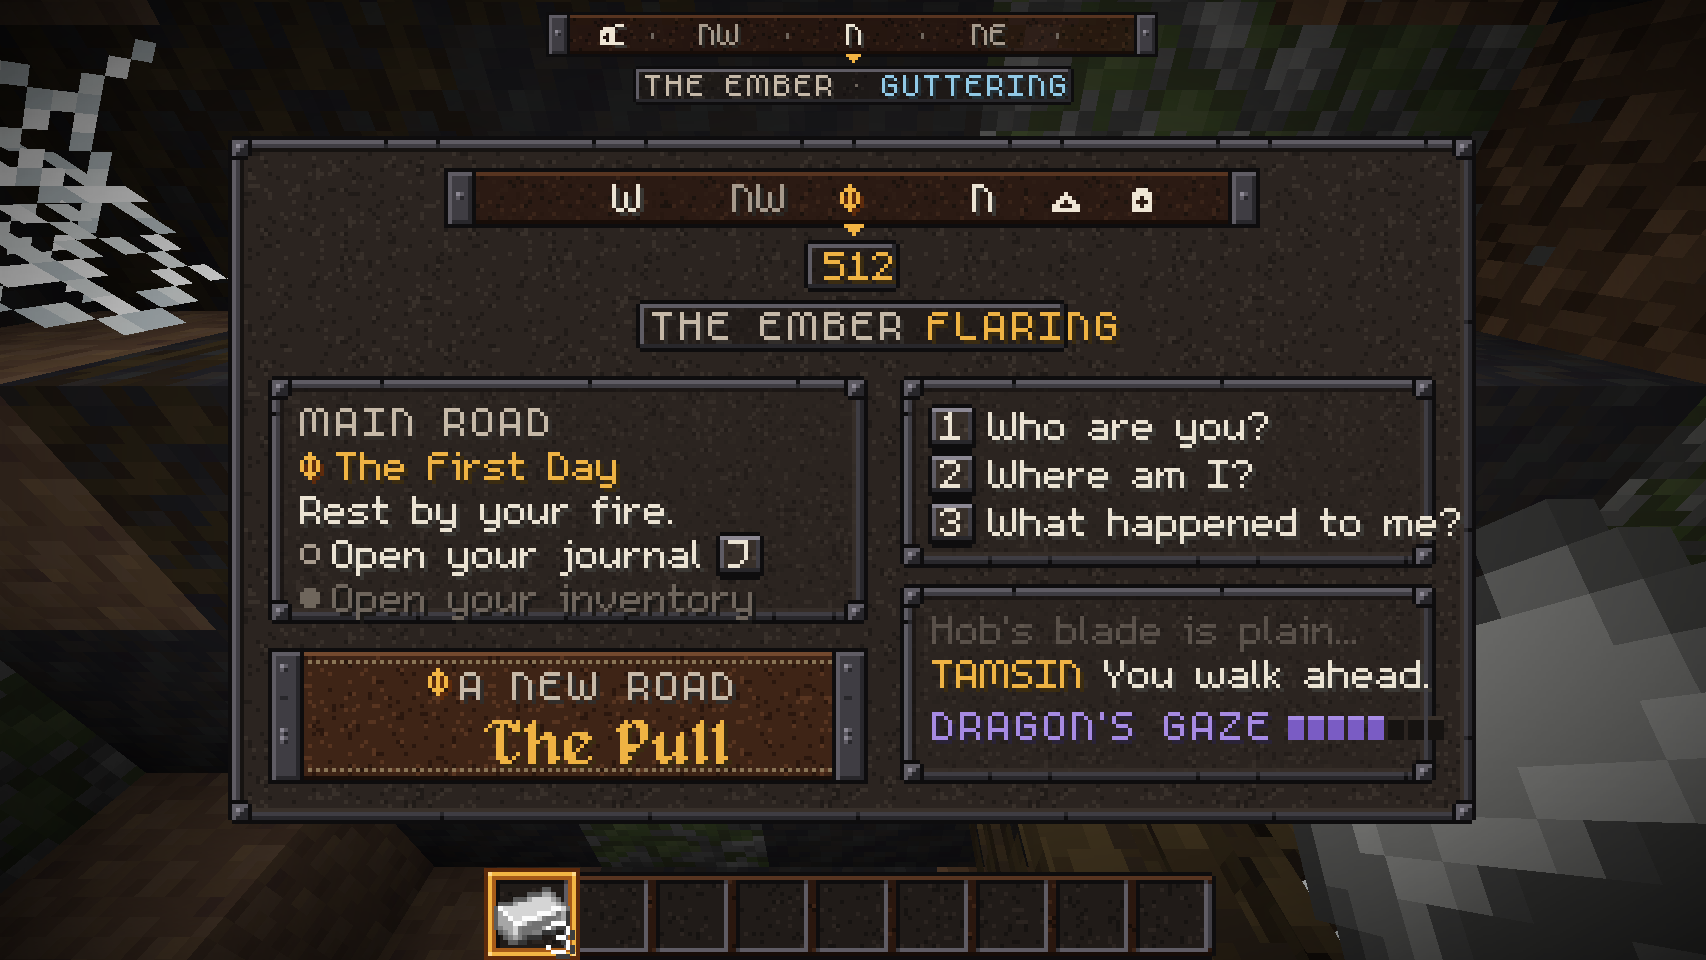 NW N NE
THE EMBER · GUTTERING
W NW N
512
THE EMBER FLARING
MAIN ROAD
The First Day
Rest by your fire.
Open your journal J
Open your inventory
A NEW ROAD
The Pull
1 Who are you?
2 Where am I?
3 What happened to me?
Hob's blade is plain...
TAMSIN You walk ahead.
DRAGON'S GAZE
3